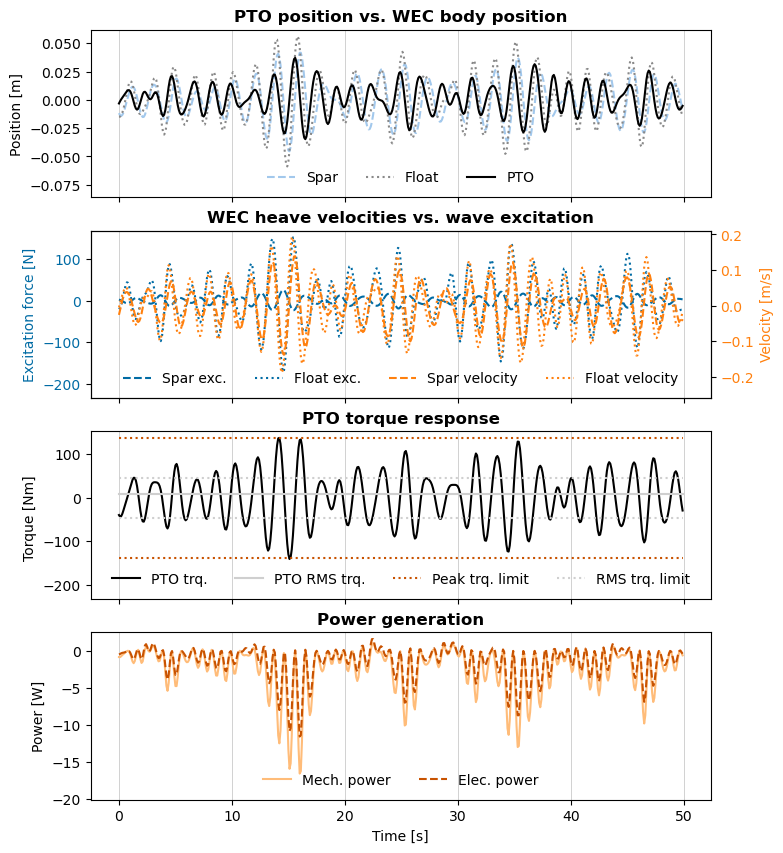 PTO position vs. WEC body position
0.050
0.025
0.000
−0.025
−0.050
−0.075
Position [m]
Spar Float PTO
WEC heave velocities vs. wave excitation
100
0
−100
−200
Excitation force [N]
0.2
0.1
0.0
−0.1
−0.2
Velocity [m/s]
Spar exc. Float exc. Spar velocity Float velocity
PTO torque response
100
0
−100
−200
Torque [Nm]
PTO trq. PTO RMS trq. Peak trq. limit RMS trq. limit
Power generation
0
−5
−10
−15
−20
Power [W]
Mech. power Elec. power
0 10 20 30 40 50
Time [s]